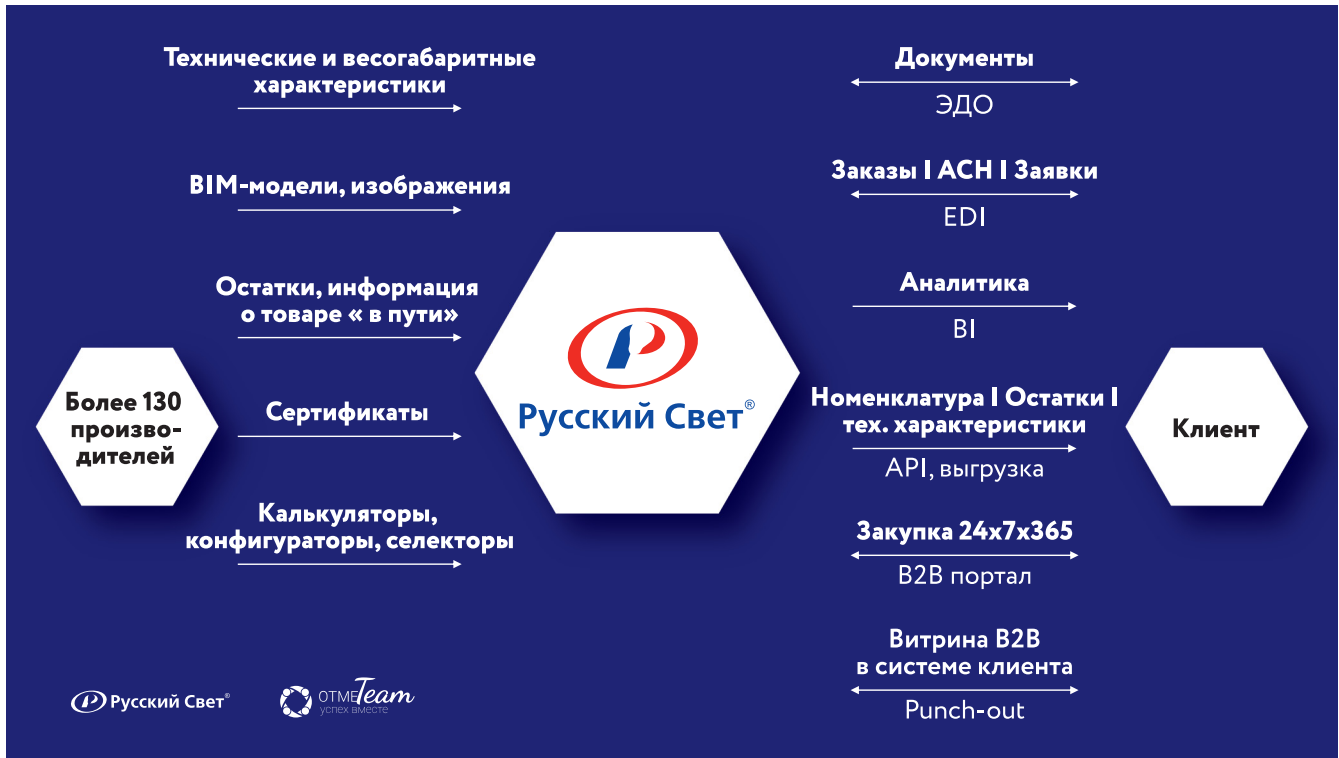 Технические и весогабаритные
характеристики
BIM-модели, изображения
Остатки, информация
о товаре « в пути»
Сертификаты
Калькуляторы,
конфигураторы, селекторы
Более 130
произво-
дителей
Русский Свет®
Документы
ЭДО
Заказы I АСН I Заявки
EDI
Аналитика
BI
Номенклатура I Остатки I
тех. характеристики
API, выгрузка
Закупка 24x7x365
B2B портал
Витрина B2B
в системе клиента
Punch-out
Клиент
Русский Свет®
ОТМЕTeam
успех вместе